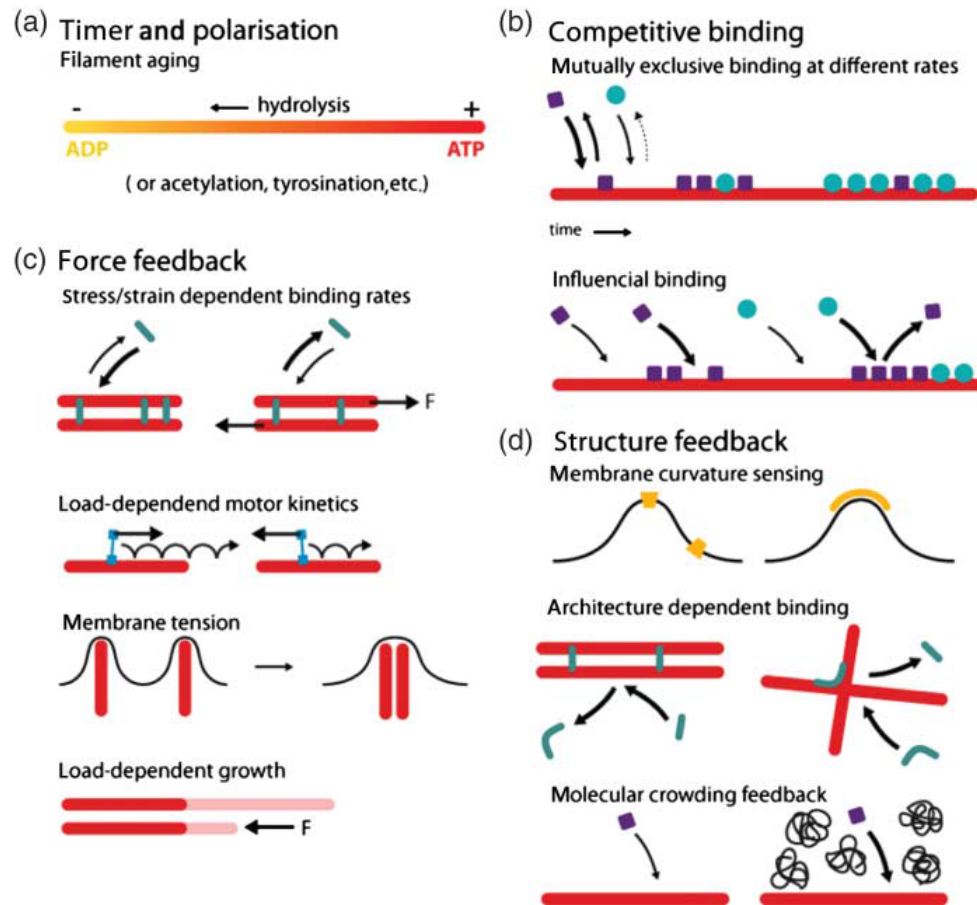 (a) Timer and polarisation
Filament aging
- hydrolysis +
ADP ATP
( or acetylation, tyrosination,etc.)
(b) Competitive binding
Mutually exclusive binding at different rates
time
Influencial binding
(c) Force feedback
Stress/strain dependent binding rates
F
Load-dependend motor kinetics
Membrane tension
Load-dependent growth
F
(d) Structure feedback
Membrane curvature sensing
Architecture dependent binding
Molecular crowding feedback